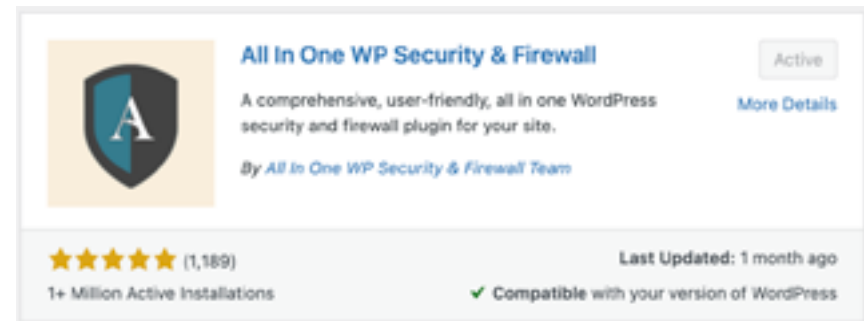 All In One WP Security & Firewall
Active
A comprehensive, user-friendly, all in one WordPress
security and firewall plugin for your site.
More Details
By All In One WP Security & Firewall Team
A
(1,189)
Last Updated: 1 month ago
1+ Million Active Installations
Compatible with your version of WordPress